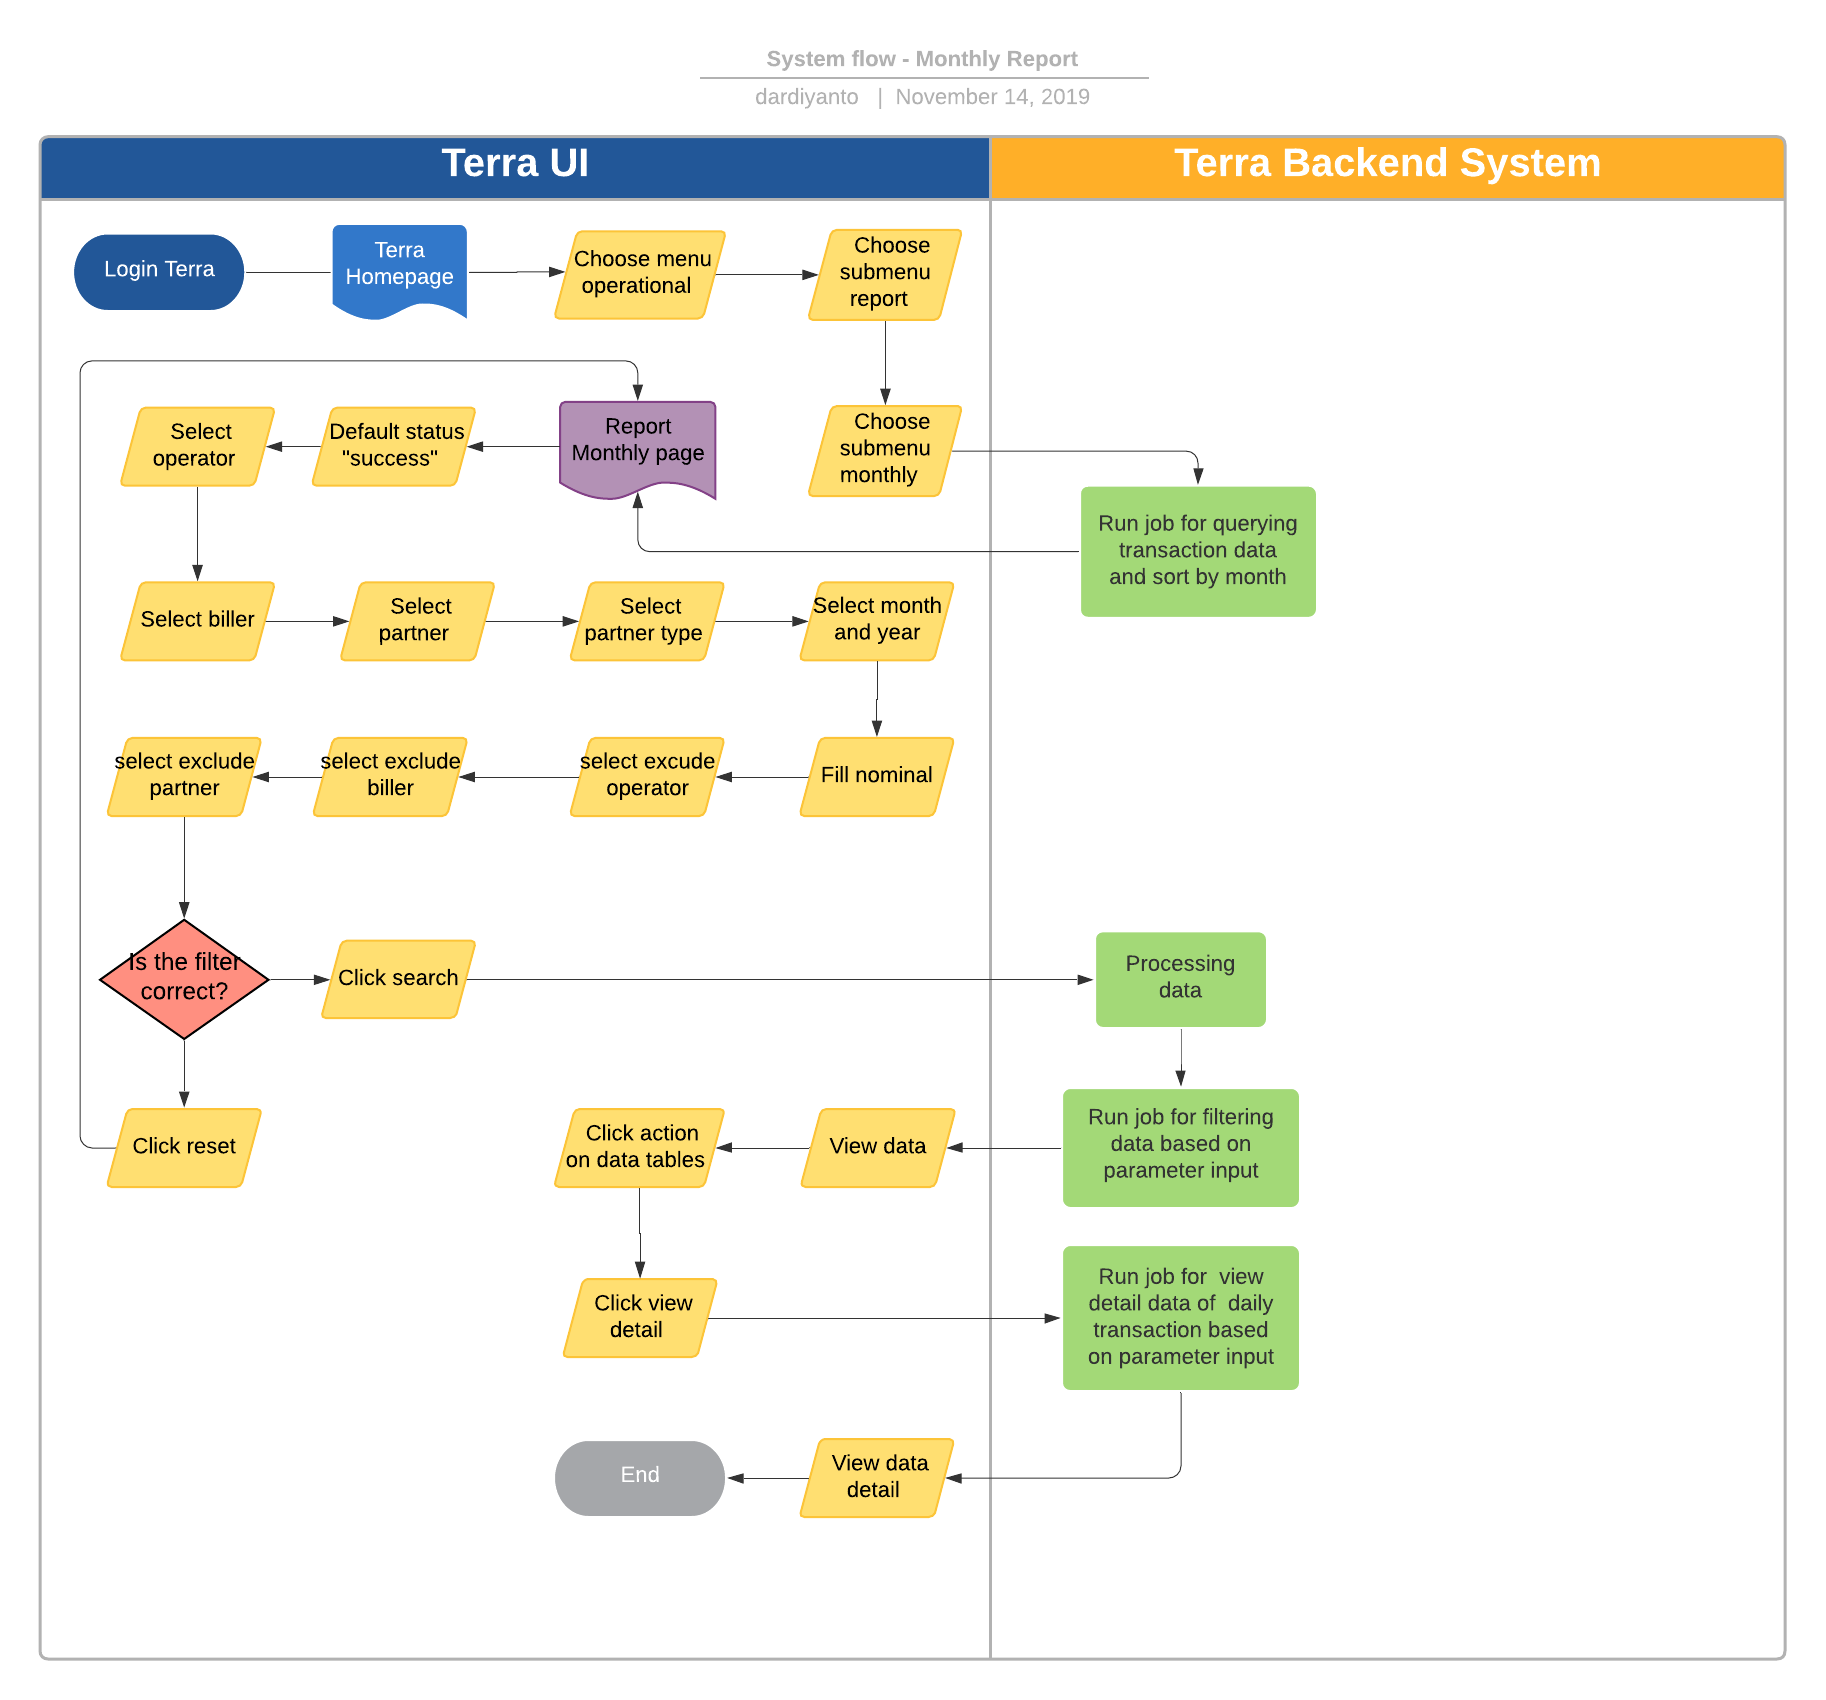 System flow - Monthly Report
dardiyanto | November 14, 2019
Terra UI
Terra Backend System
Login Terra
Terra
Homepage
Choose menu
operational
Choose
submenu
report
Select
operator
Default status
"success"
Report
Monthly page
Choose
submenu
monthly
Run job for querying
transaction data
and sort by month
Select biller
Select
partner
Select
partner type
Select month
and year
select exclude
partner
select exclude
biller
select excude
operator
Fill nominal
Is the filter
correct?
Click search
Processing
data
Click reset
Click action
on data tables
View data
Run job for filtering
data based on
parameter input
Click view
detail
Run job for view
detail data of daily
transaction based
on parameter input
End
View data
detail